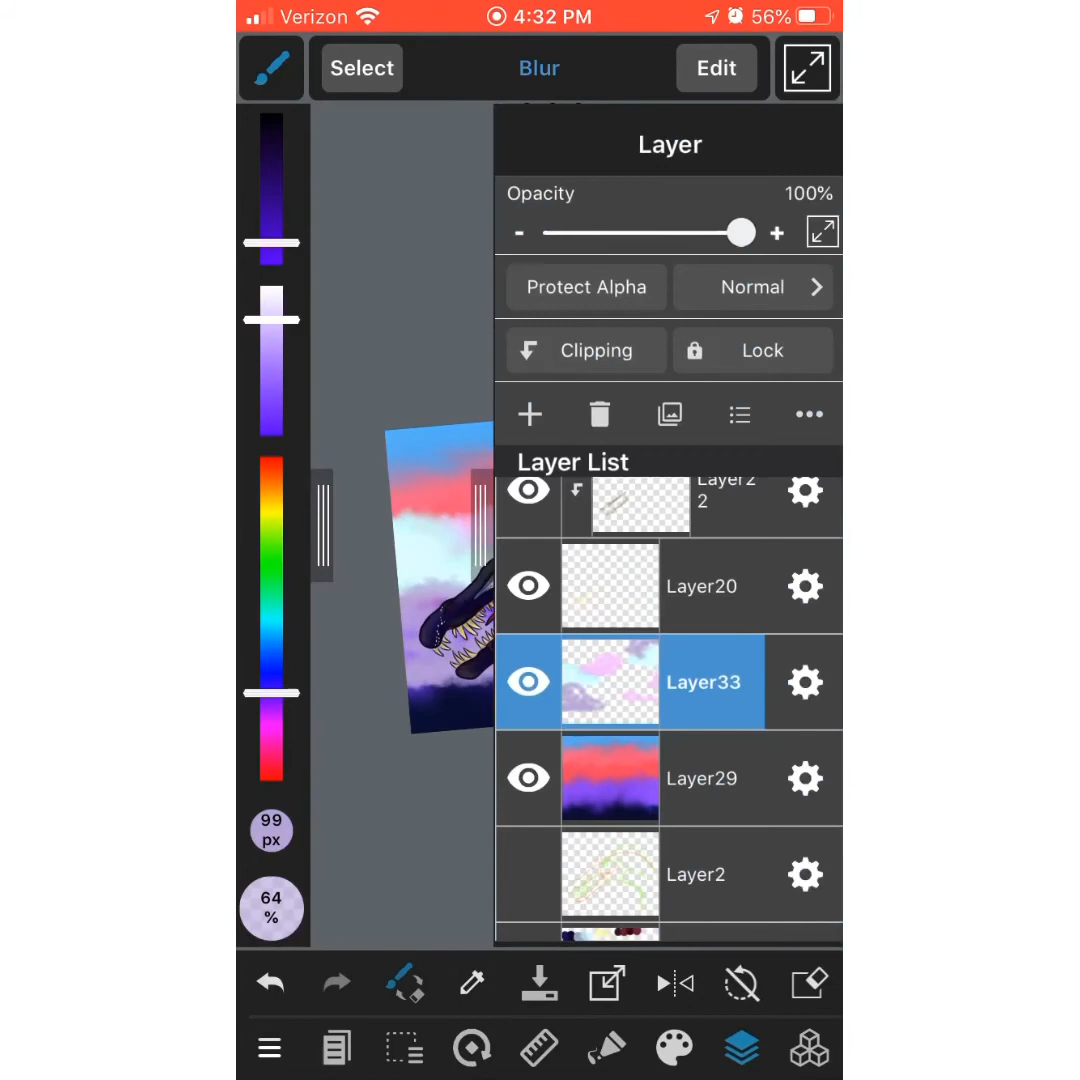 Verizon 4:32 PM 56%
Select Blur Edit
Layer
Opacity 100%
- +
Protect Alpha Normal
Clipping Lock
Layer List
Layer2
2
Layer20
Layer33
Layer29
Layer2
99
px
64
%